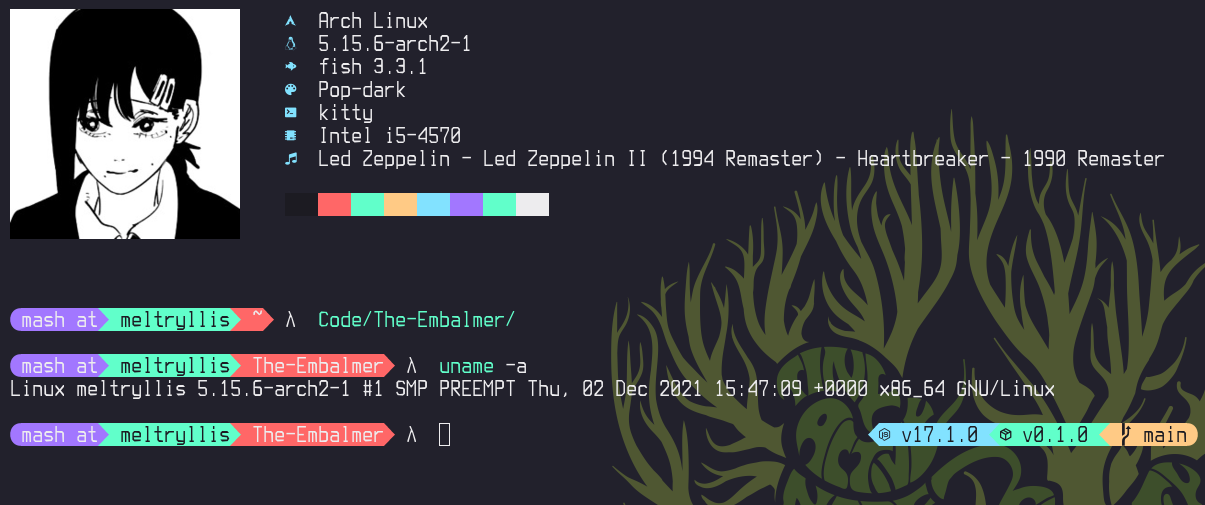 Arch Linux
5.15.6-arch2-1
fish 3.3.1
Pop-dark
kitty
Intel i5-4570
Led Zeppelin - Led Zeppelin II (1994 Remaster) - Heartbreaker - 1990 Remaster
mash at meltryllis ~ λ Code/The-Embalmer/
mash at meltryllis The-Embalmer λ uname -a
Linux meltryllis 5.15.6-arch2-1 #1 SMP PREEMPT Thu, 02 Dec 2021 15:47:09 +0000 x86_64 GNU/Linux
mash at meltryllis The-Embalmer λ v17.1.0 v0.1.0 main